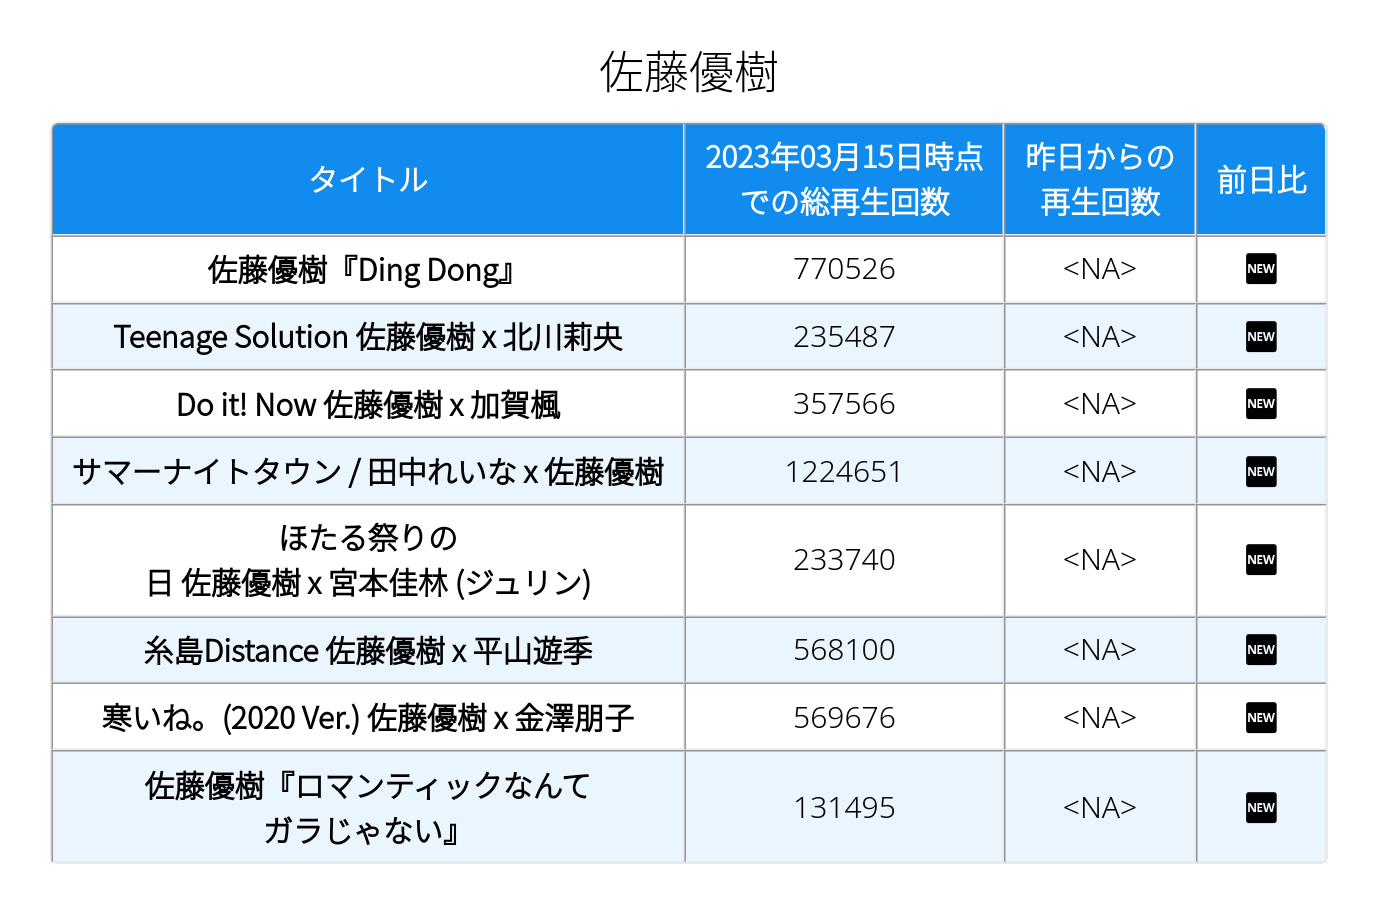 佐藤優樹
タイトル
2023年03月15日時点
での総再生回数
昨日からの
再生回数
前日比
佐藤優樹『Ding Dong』
770526
<NA>
NEW
Teenage Solution 佐藤優樹 x 北川莉央
235487
<NA>
NEW
Do it! Now 佐藤優樹 x 加賀楓
357566
<NA>
NEW
サマーナイトタウン / 田中れいな x 佐藤優樹
1224651
<NA>
NEW
ほたる祭りの
日 佐藤優樹 x 宮本佳林 (ジュリン)
233740
<NA>
NEW
糸島Distance 佐藤優樹 x 平山遊季
568100
<NA>
NEW
寒いね。(2020 Ver.) 佐藤優樹 x 金澤朋子
569676
<NA>
NEW
佐藤優樹『ロマンティックなんて
ガラじゃない』
131495
<NA>
NEW